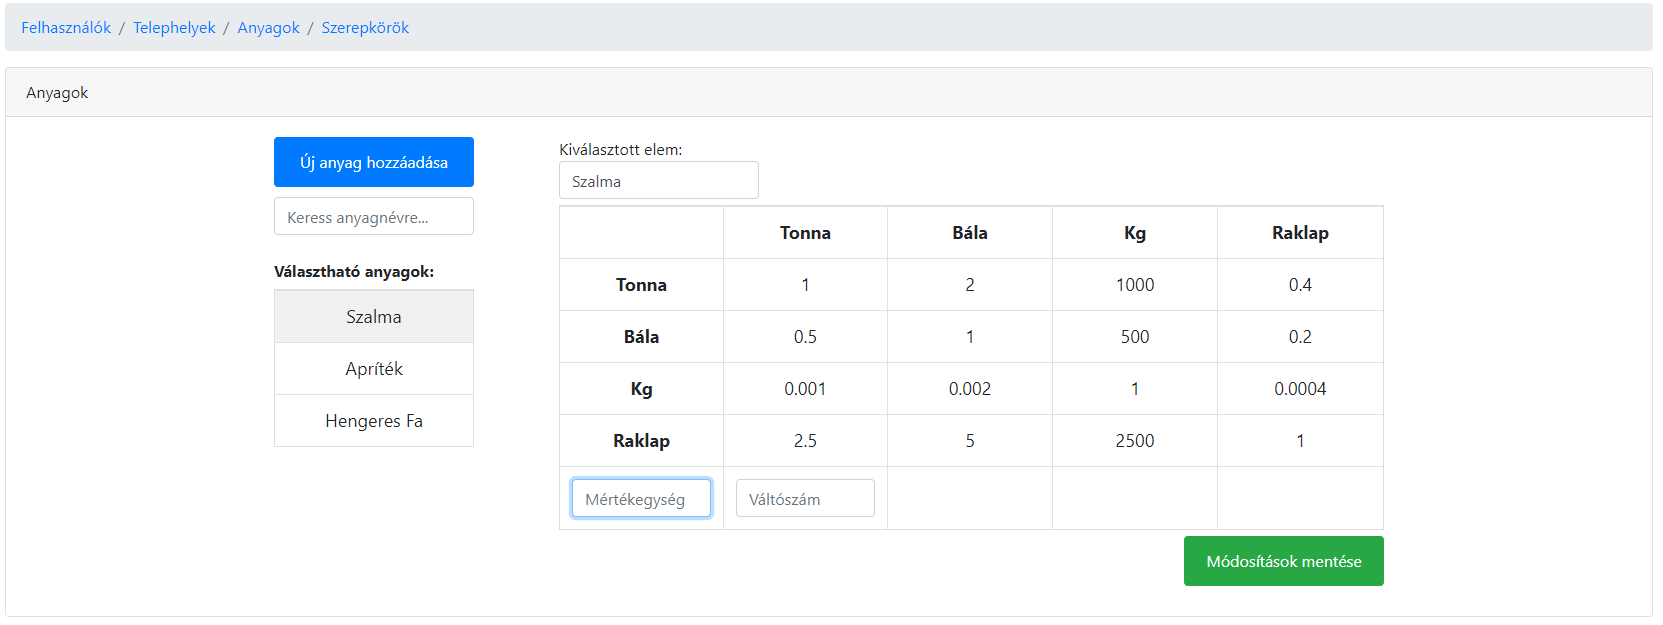 Felhasználók / Telephelyek / Anyagok / Szerepkörök
Anyagok
Új anyag hozzáadása
Keress anyagnévre...
Választható anyagok:
Szalma
Apríték
Hengeres Fa
Kiválasztott elem:
Szalma
Tonna Bála Kg Raklap
Tonna 1 2 1000 0.4
Bála 0.5 1 500 0.2
Kg 0.001 0.002 1 0.0004
Raklap 2.5 5 2500 1
Mértékegység Váltószám
Módosítások mentése